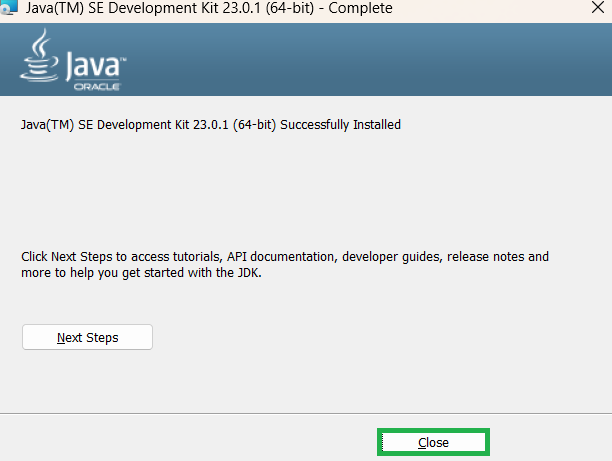 Java(TM) SE Development Kit 23.0.1 (64-bit) - Complete
Java™
ORACLE
Java(TM) SE Development Kit 23.0.1 (64-bit) Successfully Installed
Click Next Steps to access tutorials, API documentation, developer guides, release notes and
more to help you get started with the JDK.
Next Steps
Close